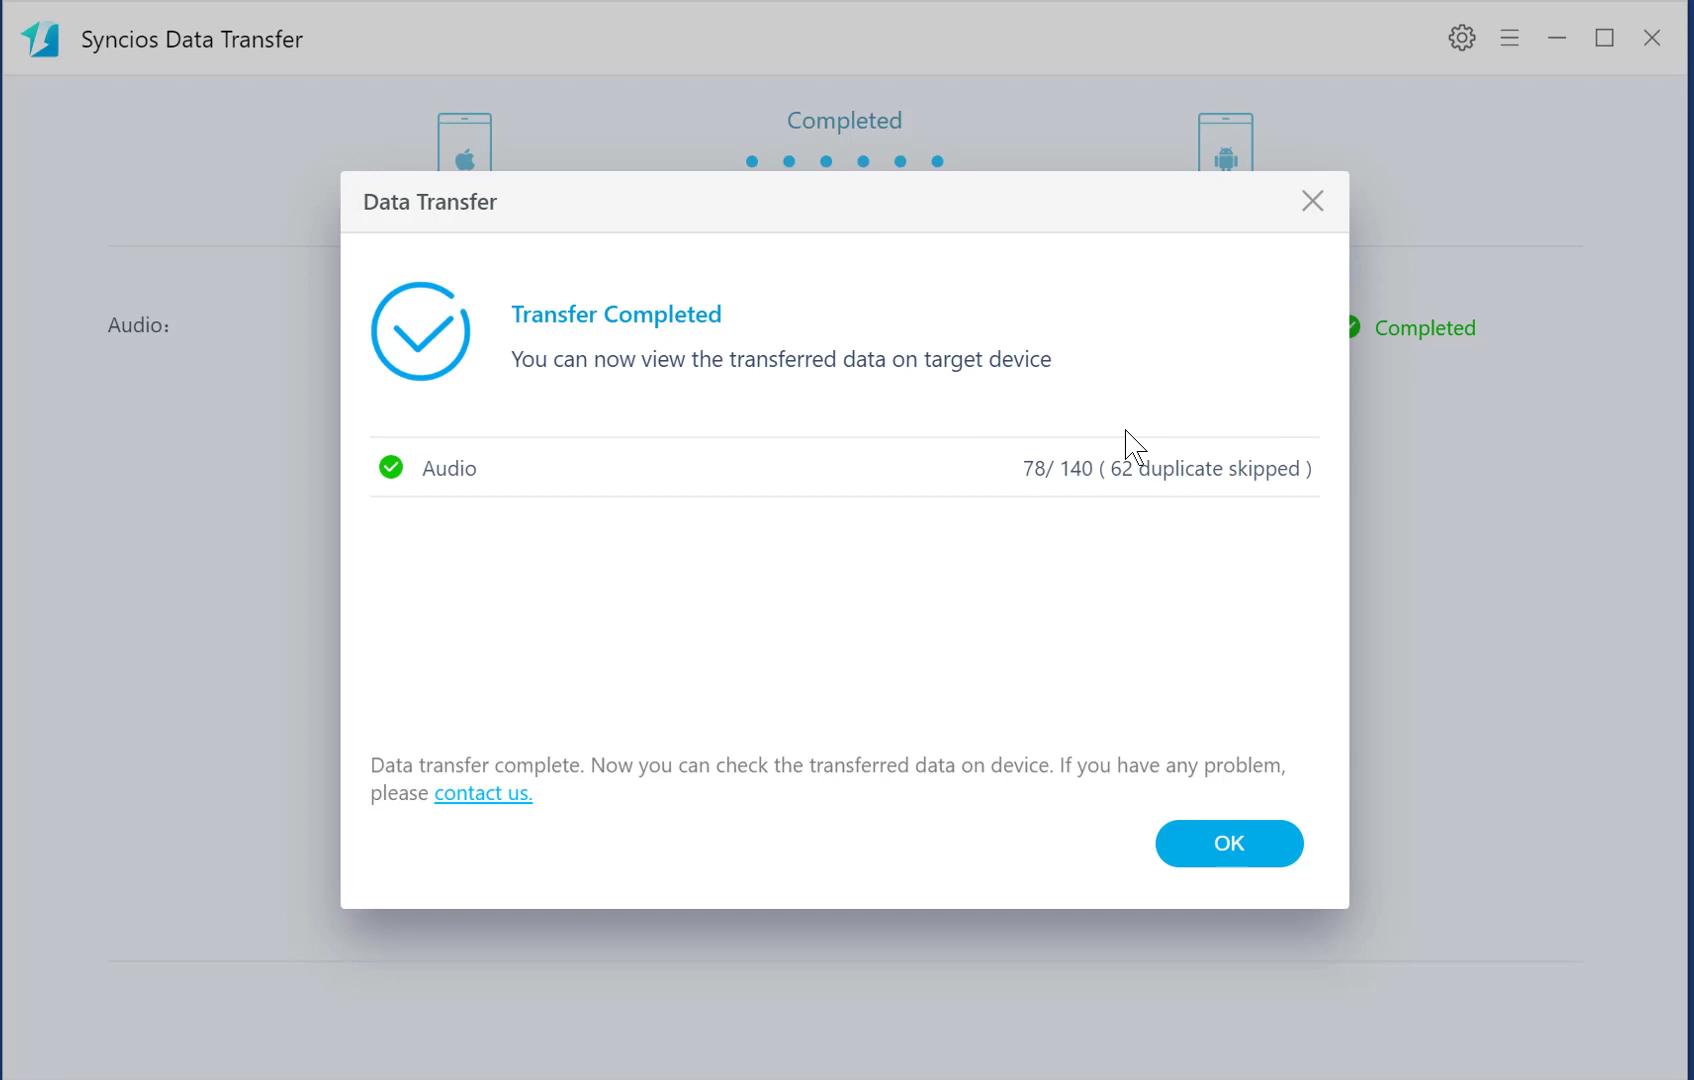 Syncios Data Transfer
Completed
Data Transfer
Transfer Completed
You can now view the transferred data on target device
Audio:
Completed
Audio
78/ 140 ( 62 duplicate skipped )
Data transfer complete. Now you can check the transferred data on device. If you have any problem,
please contact us.
OK